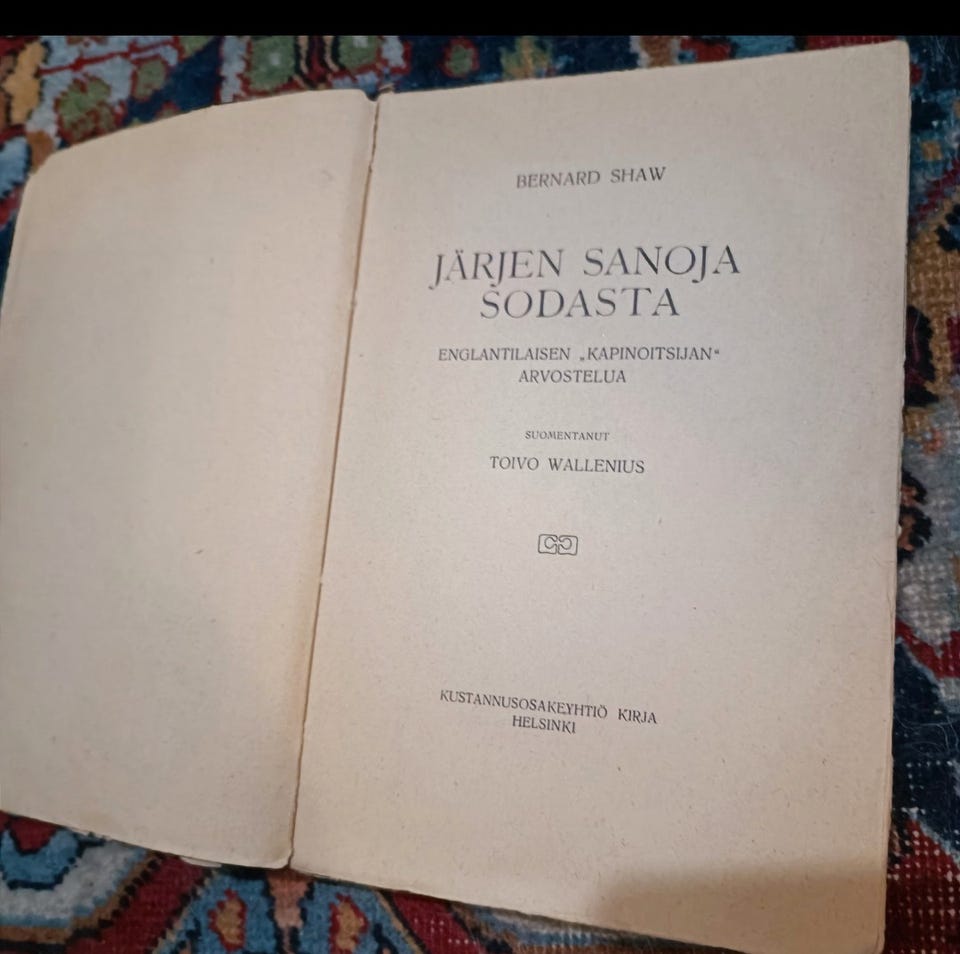 BERNARD SHAW
JÄRJEN SANOJA
SODASTA
ENGLANTILAISEN „KAPINOITSIJAN“
ARVOSTELUA
SUOMENTANUT
TOIVO WALLENIUS
KUSTANNUSOSAKEYHTIÖ KIRJA
HELSINKI